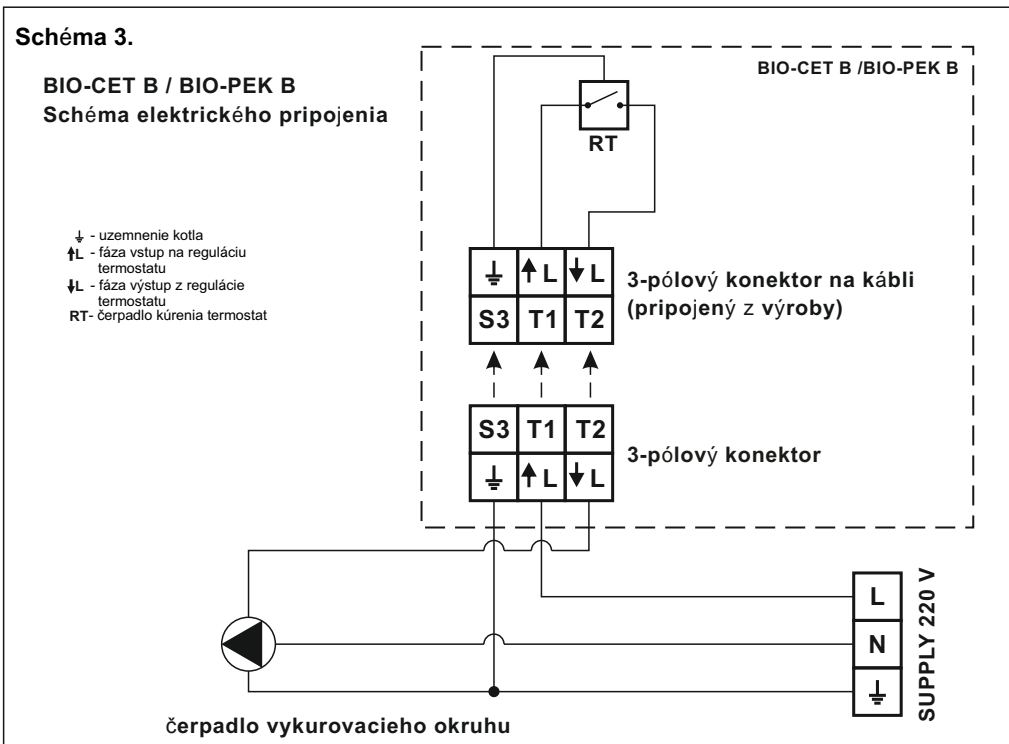 Schéma 3.
BIO-CET B / BIO-PEK B
Schéma elektrického pripojenia
⏚ - uzemnenie kotla
↑L - fáza vstup na reguláciu
termostatu
↓L - fáza výstup z regulácie
termostatu
RT- čerpadlo kúrenia termostat
BIO-CET B /BIO-PEK B
RT
⏚ ↑L ↓L
S3 T1 T2
3-pólový konektor na kábli
(pripojený z výroby)
S3 T1 T2
⏚ ↑L ↓L
3-pólový konektor
L
N
⏚
SUPPLY 220 V
čerpadlo vykurovacieho okruhu